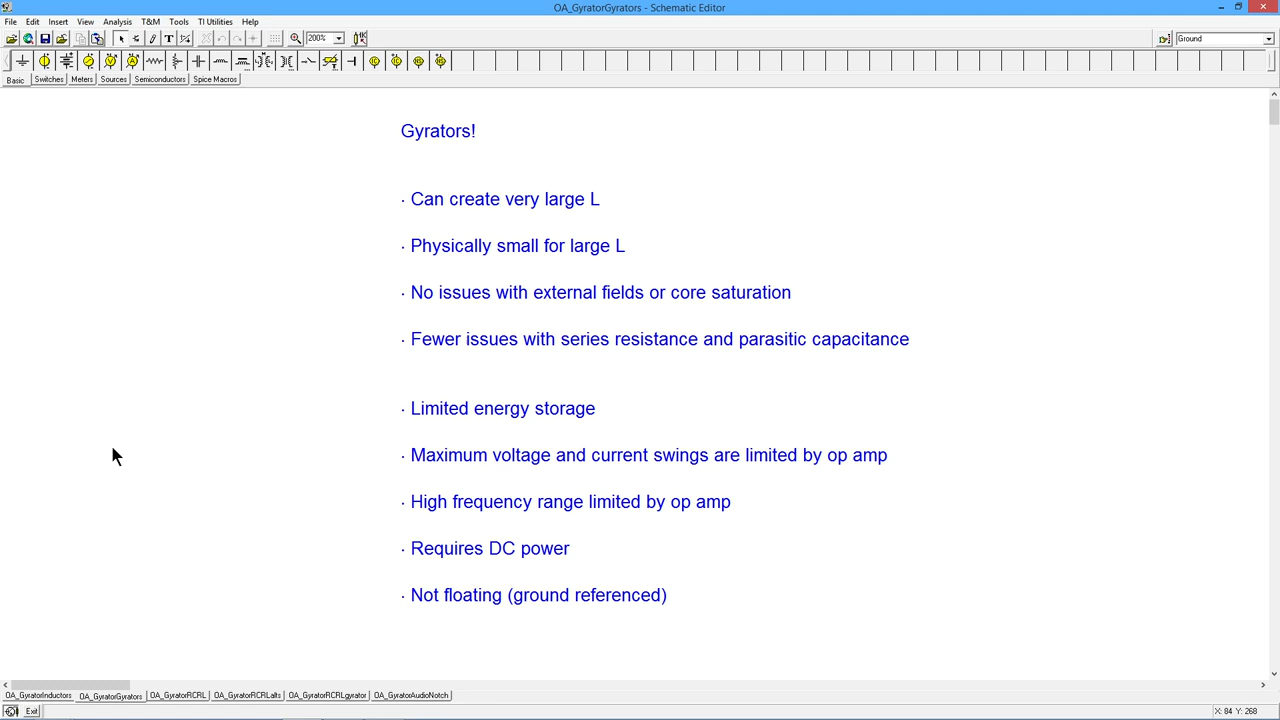 OA_GyratorGyrators - Schematic Editor
File Edit Insert View Analysis T&M Tools TI Utilities Help
200% Ground
Basic Switches Meters Sources Semiconductors Spice Macros
Gyrators!
· Can create very large L
· Physically small for large L
· No issues with external fields or core saturation
· Fewer issues with series resistance and parasitic capacitance
· Limited energy storage
· Maximum voltage and current swings are limited by op amp
· High frequency range limited by op amp
· Requires DC power
· Not floating (ground referenced)
OA_GyratorInductors OA_GyratorGyrators OA_GyratorRCRL OA_GyratorRCRLalts OA_GyratorRCRLgyrator OA_GyratorAudioNotch
Exit X: 84 Y: 268